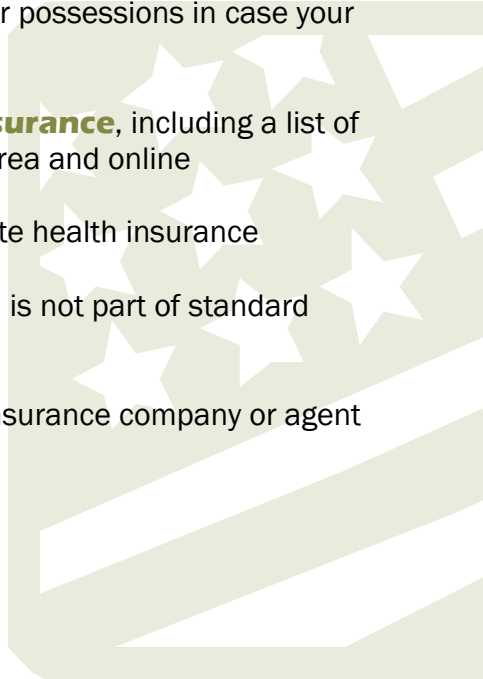 r possessions in case your
surance, including a list of
rea and online
te health insurance
is not part of standard
nsurance company or agent